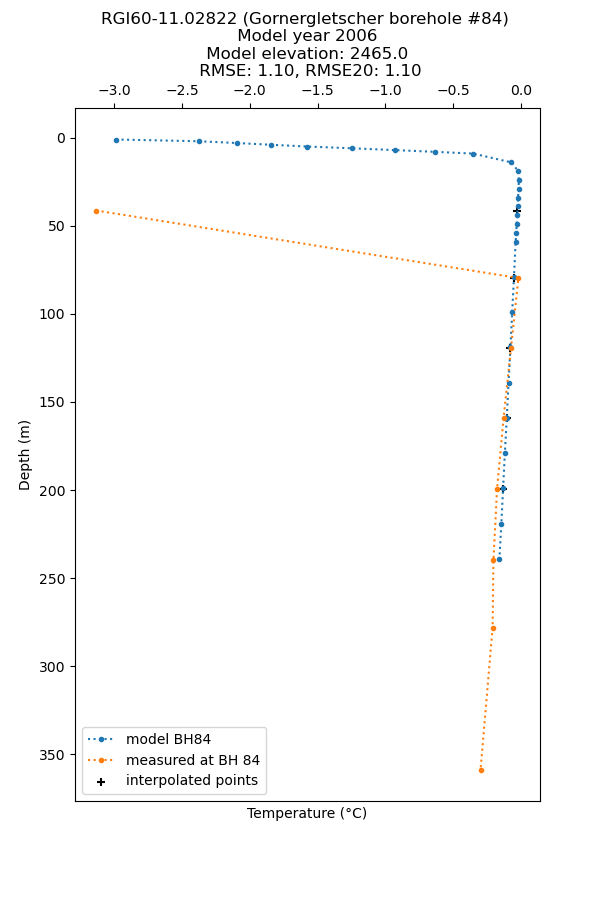 RGI60-11.02822 (Gornergletscher borehole #84)
Model year 2006
Model elevation: 2465.0
RMSE: 1.10, RMSE20: 1.10
−3.0 −2.5 −2.0 −1.5 −1.0 −0.5 0.0
0
50
100
150
200
250
300
350
Depth (m)
model BH84
measured at BH 84
interpolated points
Temperature (°C)